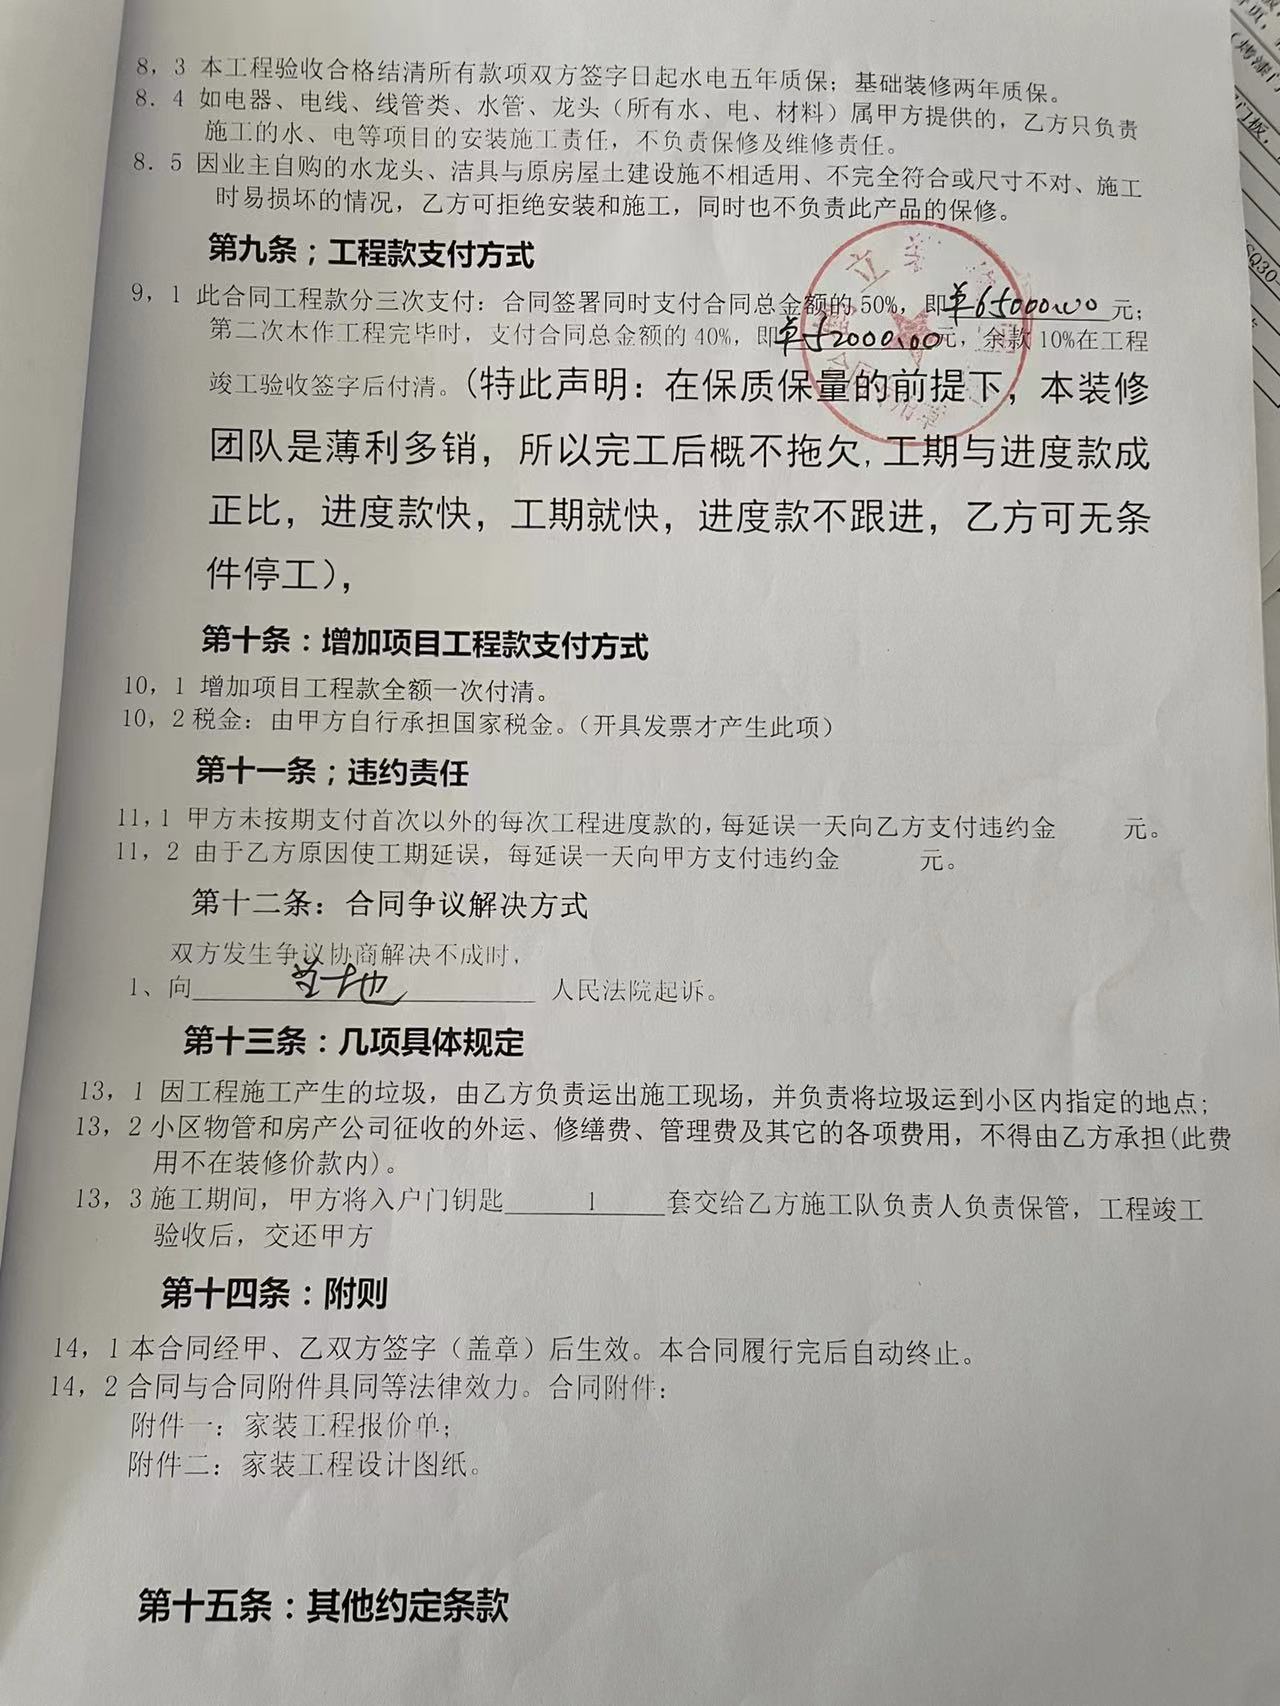 8，3 本工程验收合格结清所有款项双方签字日起水电五年质保；基础装修两年质保。
8．4 如电器、电线、线管类、水管、龙头（所有水、电、材料）属甲方提供的，乙方只负责
施工的水、电等项目的安装施工责任，不负责保修及维修责任。
8．5 因业主自购的水龙头、洁具与原房屋土建设施不相适用、不完全符合或尺寸不对、施工
时易损坏的情况，乙方可拒绝安装和施工，同时也不负责此产品的保修。
第九条；工程款支付方式
9，1 此合同工程款分三次支付：合同签署同时支付合同总金额的50%，即¥65000.00元；
第二次木作工程完毕时，支付合同总金额的40%，即¥52000.00元，余款10%在工程
竣工验收签字后付清。（特此声明：在保质保量的前提下，本装修
团队是薄利多销，所以完工后概不拖欠,工期与进度款成
正比，进度款快，工期就快，进度款不跟进，乙方可无条
件停工），
第十条：增加项目工程款支付方式
10，1 增加项目工程款全额一次付清。
10，2税金：由甲方自行承担国家税金。（开具发票才产生此项）
第十一条；违约责任
11,1 甲方未按期支付首次以外的每次工程进度款的,每延误一天向乙方支付违约金 元。
11，2 由于乙方原因使工期延误，每延误一天向甲方支付违约金 元。
第十二条：合同争议解决方式
双方发生争议协商解决不成时，
1、向 当地 人民法院起诉。
第十三条：几项具体规定
13，1 因工程施工产生的垃圾，由乙方负责运出施工现场，并负责将垃圾运到小区内指定的地点；
13，2小区物管和房产公司征收的外运、修缮费、管理费及其它的各项费用，不得由乙方承担(此费
用不在装修价款内)。
13，3施工期间，甲方将入户门钥匙 1 套交给乙方施工队负责人负责保管，工程竣工
验收后，交还甲方
第十四条：附则
14，1本合同经甲、乙双方签字（盖章）后生效。本合同履行完后自动终止。
14，2合同与合同附件具同等法律效力。合同附件：
附件一：家装工程报价单；
附件二：家装工程设计图纸。
第十五条：其他约定条款